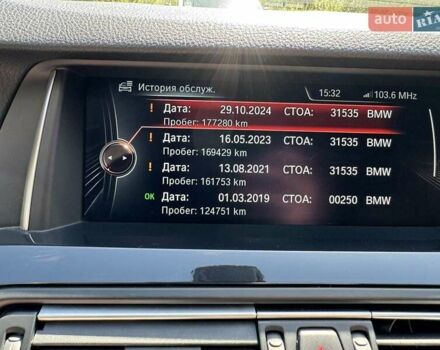 auto RIA
История обслуж.
15:32
103.6 MHz
! Дата: 29.10.2024 СТОА: 31535 BMW
Пробег: 177280 km
! Дата: 16.05.2023 СТОА: 31535 BMW
Пробег: 169429 km
! Дата: 13.08.2021 СТОА: 31535 BMW
Пробег: 161753 km
OK Дата: 01.03.2019 СТОА: 00250 BMW
Пробег: 124751 km